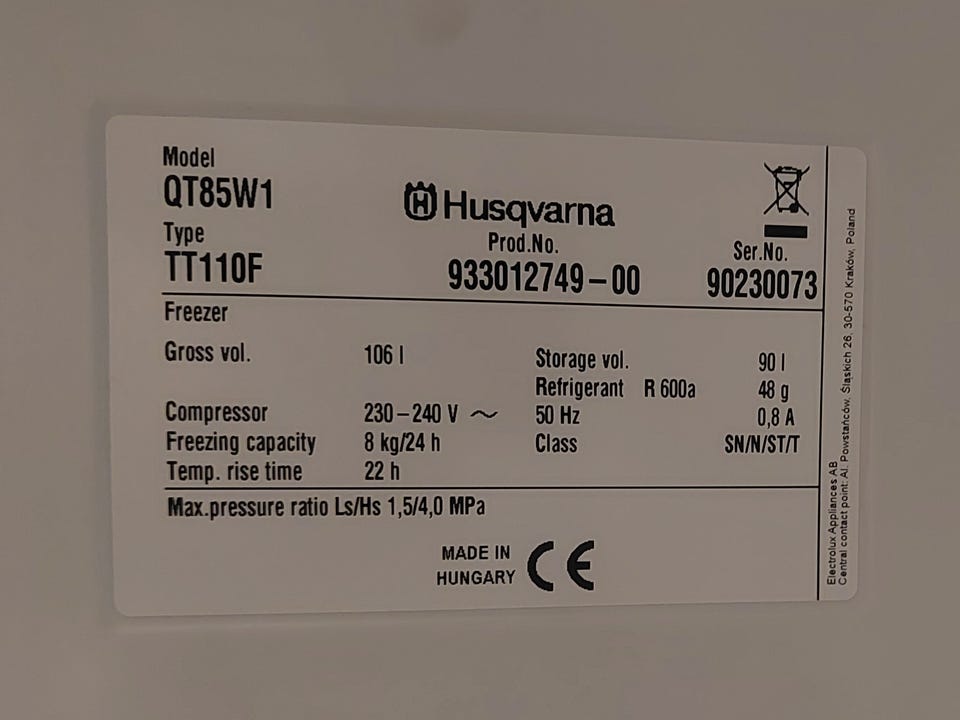 Model
QT85W1
Husqvarna
Type
Prod.No.
Ser.No.
TT110F
933012749-00
90230073
Freezer
Gross vol. 106 l Storage vol. 90 l
Refrigerant R 600a 48 g
Compressor 230-240 V ~ 50 Hz 0,8 A
Freezing capacity 8 kg/24 h Class SN/N/ST/T
Temp. rise time 22 h
Max.pressure ratio Ls/Hs 1,5/4,0 MPa
MADE IN
HUNGARY
CE
Electrolux Appliances AB
Central contact point: Al. Powstańców. Śląskich 26, 30-570 Kraków, Poland